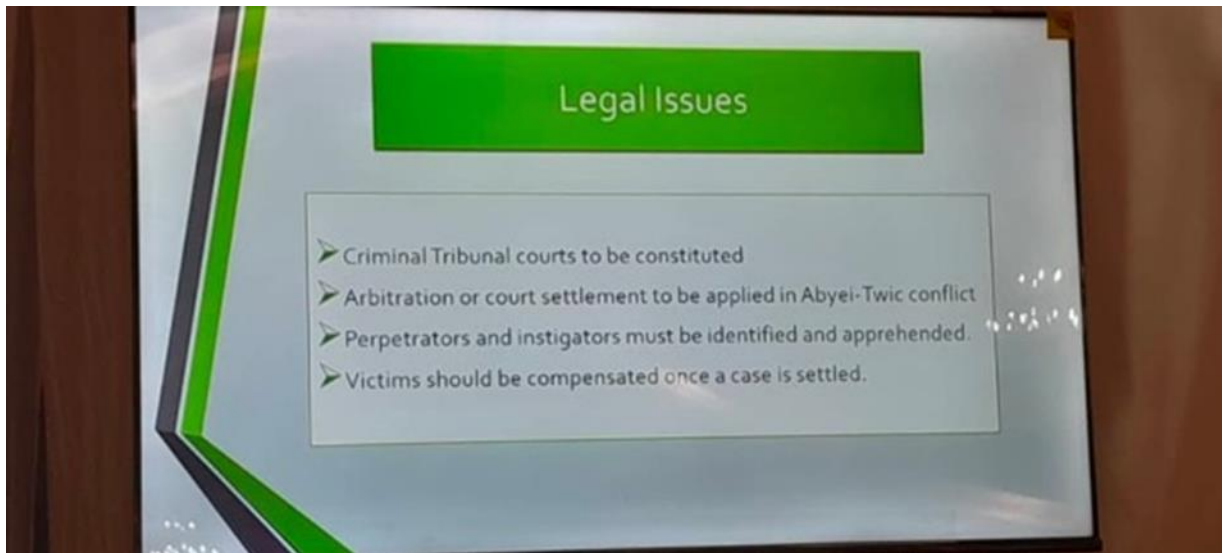 Legal Issues
➤Criminal Tribunal courts to be constituted
➤Arbitration or court settlement to be applied in Abyei-Twic conflict
➤Perpetrators and instigators must be identified and apprehended.
➤Victims should be compensated once a case is settled.